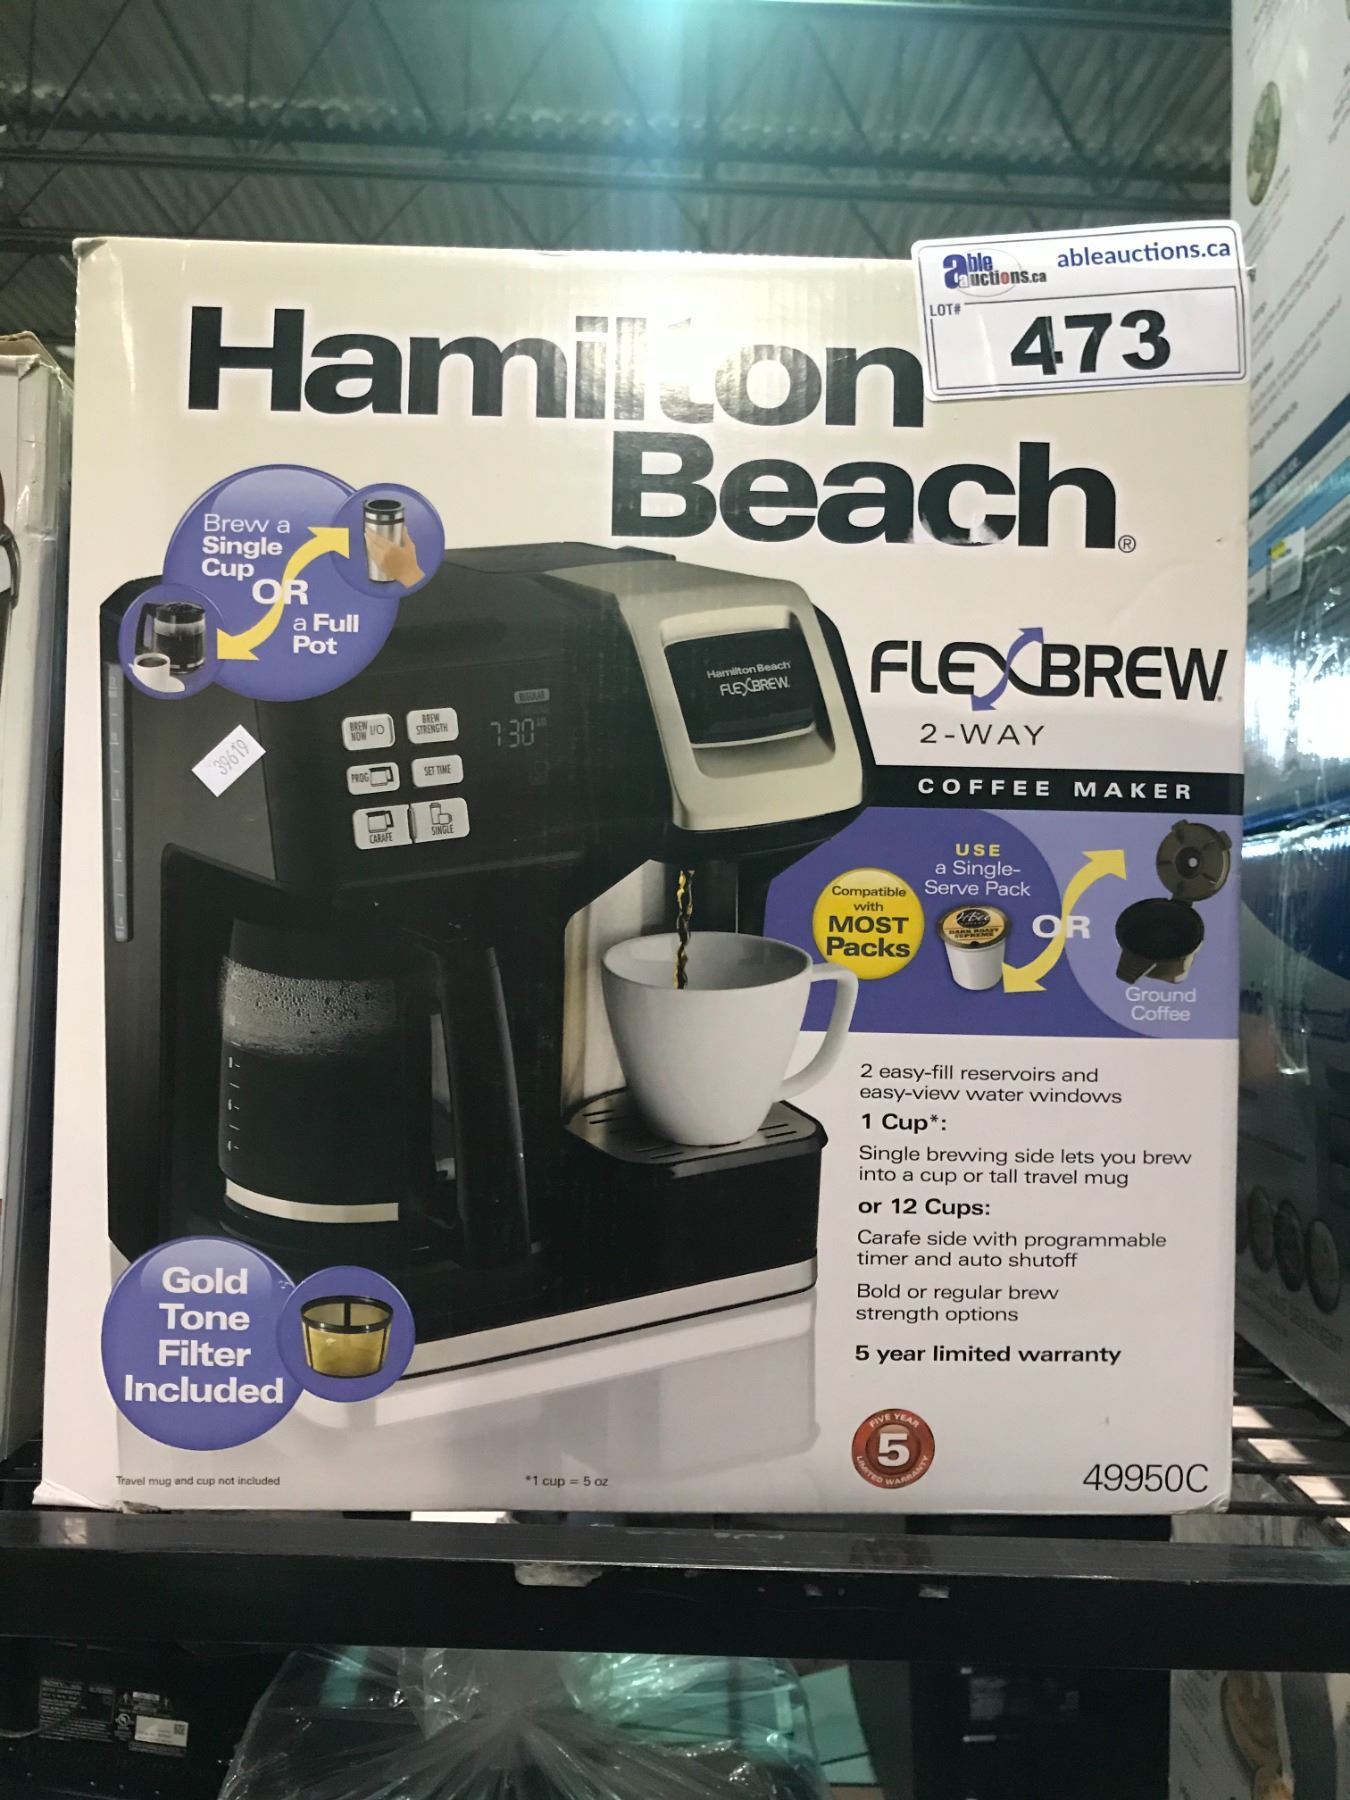 able
auctions.ca
ableauctions.ca
LOT#
473
Hamilton
Beach®
Brew a
Single
Cup
OR
a Full
Pot
39619
BREW
NOW I/O
BREW
STRENGTH
PROG
SET TIME
CARAFE
SINGLE
REGULAR
7:30
Hamilton Beach
FLEXBREW
FLEXBREW
2-WAY
COFFEE MAKER
Compatible
with
MOST
Packs
USE
a Single-
Serve Pack
DARK ROAST
SUPREME
OR
Ground
Coffee
2 easy-fill reservoirs and
easy-view water windows
1 Cup*:
Single brewing side lets you brew
into a cup or tall travel mug
or 12 Cups:
Carafe side with programmable
timer and auto shutoff
Bold or regular brew
strength options
5 year limited warranty
Gold
Tone
Filter
Included
FIVE YEAR
5
LIMITED WARRANTY
Travel mug and cup not included
*1 cup = 5 oz
49950C